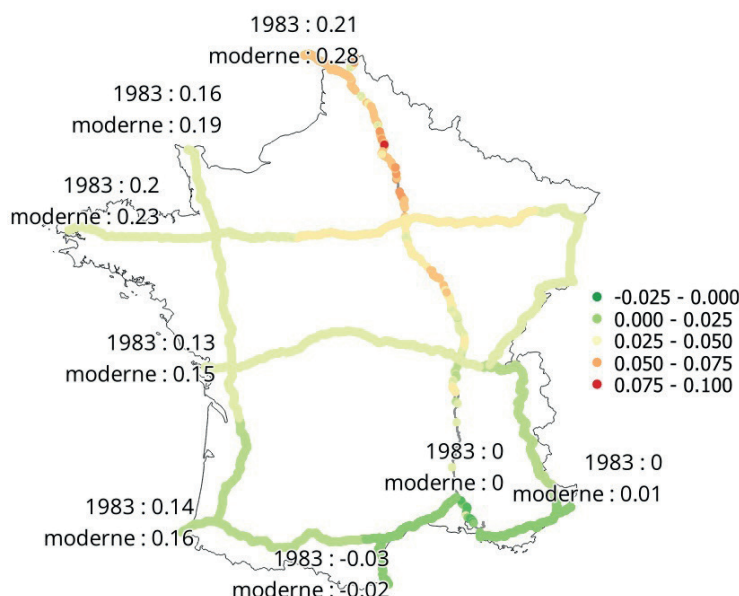 1983 : 0.21
moderne : 0.28
1983 : 0.16
moderne : 0.19
1983 : 0.2
moderne : 0.23
-0.025 - 0.000
0.000 - 0.025
0.025 - 0.050
0.050 - 0.075
0.075 - 0.100
1983 : 0.13
moderne : 0.15
1983 : 0
moderne : 0
1983 : 0
moderne : 0.01
1983 : 0.14
moderne : 0.16
1983 : -0.03
moderne : -0.02